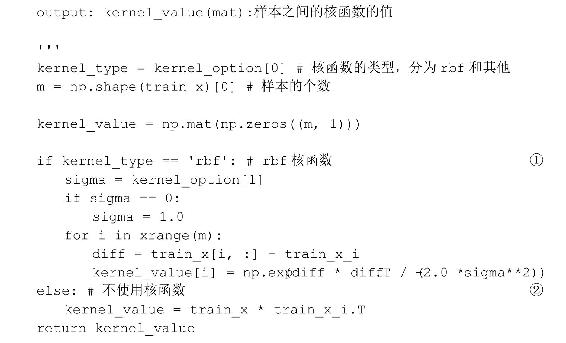 output: kernel_value(mat):样本之间的核函数的值
'''
kernel_type = kernel_option[0] # 核函数的类型，分为 rbf 和其他
m = np.shape(train_x)[0] # 样本的个数
kernel_value = np.mat(np.zeros((m, 1)))
if kernel_type == 'rbf': # rbf 核函数 ①
sigma = kernel_option[1]
if sigma == 0:
sigma = 1.0
for i in xrange(m):
diff = train_x[i, :] - train_x_i
kernel_value[i] = np.exp(diff * diff.T / (-2.0 *sigma**2))
else: # 不使用核函数 ②
kernel_value = train_x * train_x_i.T
return kernel_value